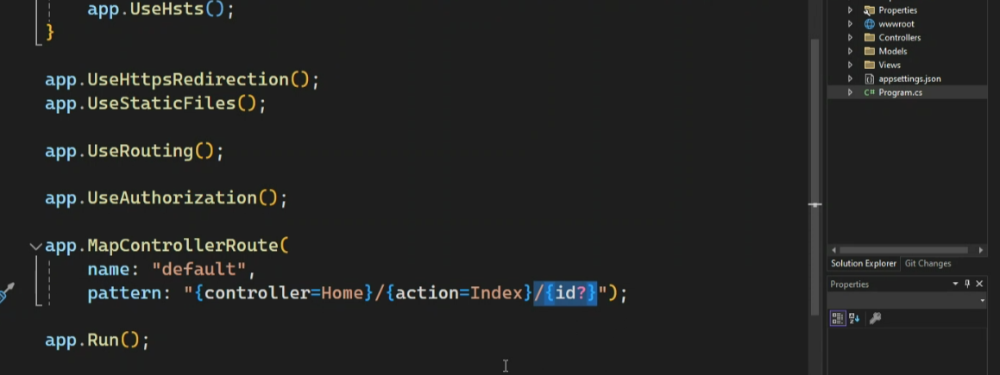 app.UseHsts();
}
app.UseHttpsRedirection();
app.UseStaticFiles();
app.UseRouting();
app.UseAuthorization();
app.MapControllerRoute(
name: "default",
pattern: "{controller=Home}/{action=Index}/{id?}");
app.Run();
Properties
wwwroot
Controllers
Models
Views
appsettings.json
C# Program.cs
Solution Explorer Git Changes
Properties